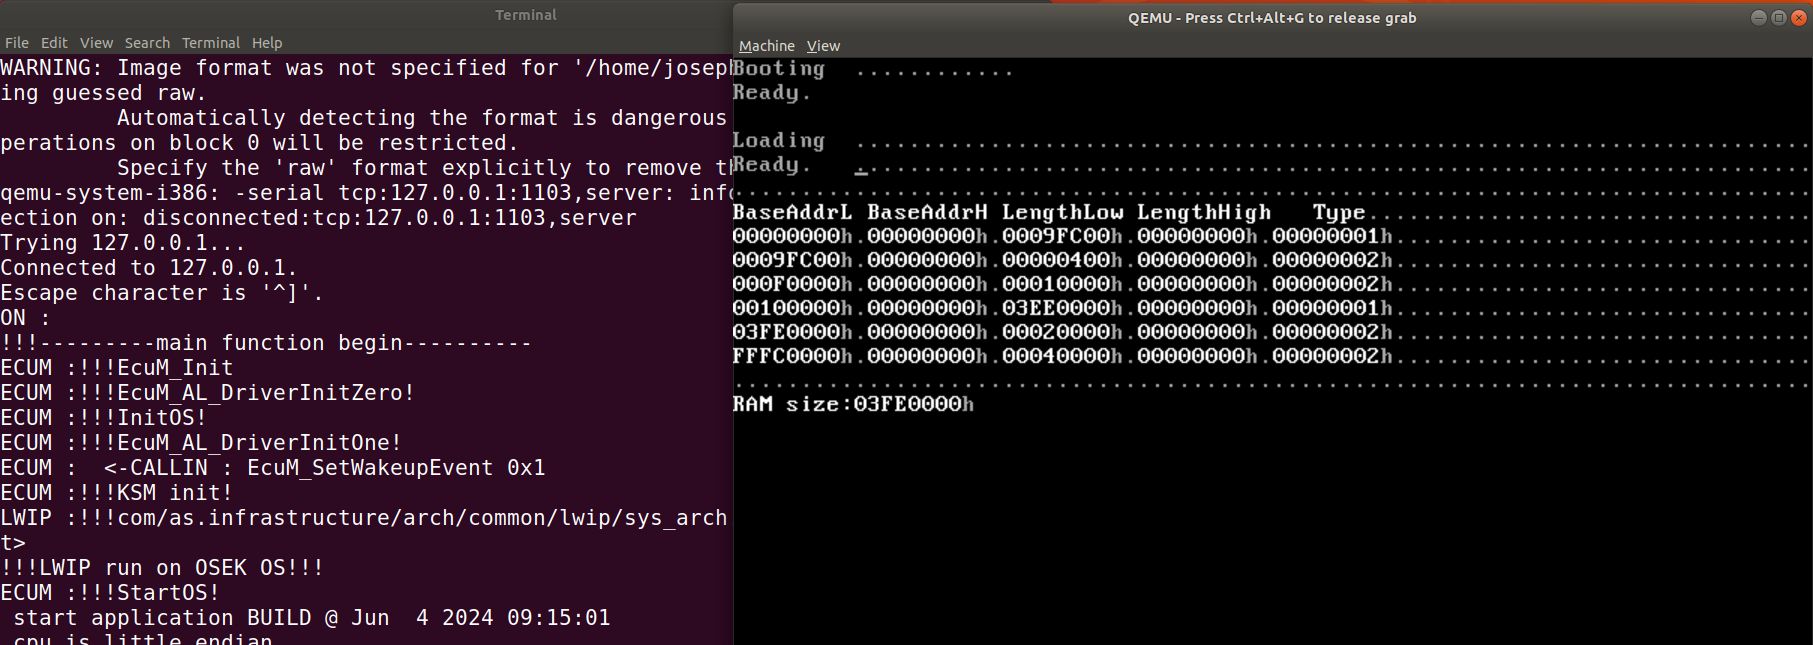 Terminal
File Edit View Search Terminal Help
WARNING: Image format was not specified for '/home/joseph
ing guessed raw.
Automatically detecting the format is dangerous
perations on block 0 will be restricted.
Specify the 'raw' format explicitly to remove th
qemu-system-i386: -serial tcp:127.0.0.1:1103,server: info
ection on: disconnected:tcp:127.0.0.1:1103,server
Trying 127.0.0.1...
Connected to 127.0.0.1.
Escape character is '^]'.
ON :
!!!---------main function begin----------
ECUM :!!!EcuM_Init
ECUM :!!!EcuM_AL_DriverInitZero!
ECUM :!!!InitOS!
ECUM :!!!EcuM_AL_DriverInitOne!
ECUM :  <-CALLIN : EcuM_SetWakeupEvent 0x1
ECUM :!!!KSM init!
LWIP :!!!com/as.infrastructure/arch/common/lwip/sys_arch
t>
!!!LWIP run on OSEK OS!!!
ECUM :!!!StartOS!
start application BUILD @ Jun  4 2024 09:15:01
cpu is little endian
QEMU - Press Ctrl+Alt+G to release grab
Machine View
Booting ............
Ready.
Loading .......................................................................
Ready. _......................................................................
................................................................................
BaseAddrL BaseAddrH LengthLow LengthHigh   Type.................................
00000000h.00000000h.0009FC00h.00000000h.00000001h...............................
0009FC00h.00000000h.00000400h.00000000h.00000002h...............................
000F0000h.00000000h.00010000h.00000000h.00000002h...............................
00100000h.00000000h.03EE0000h.00000000h.00000001h...............................
03FE0000h.00000000h.00020000h.00000000h.00000002h...............................
FFFC0000h.00000000h.00040000h.00000000h.00000002h...............................
................................................................................
RAM size:03FE0000h